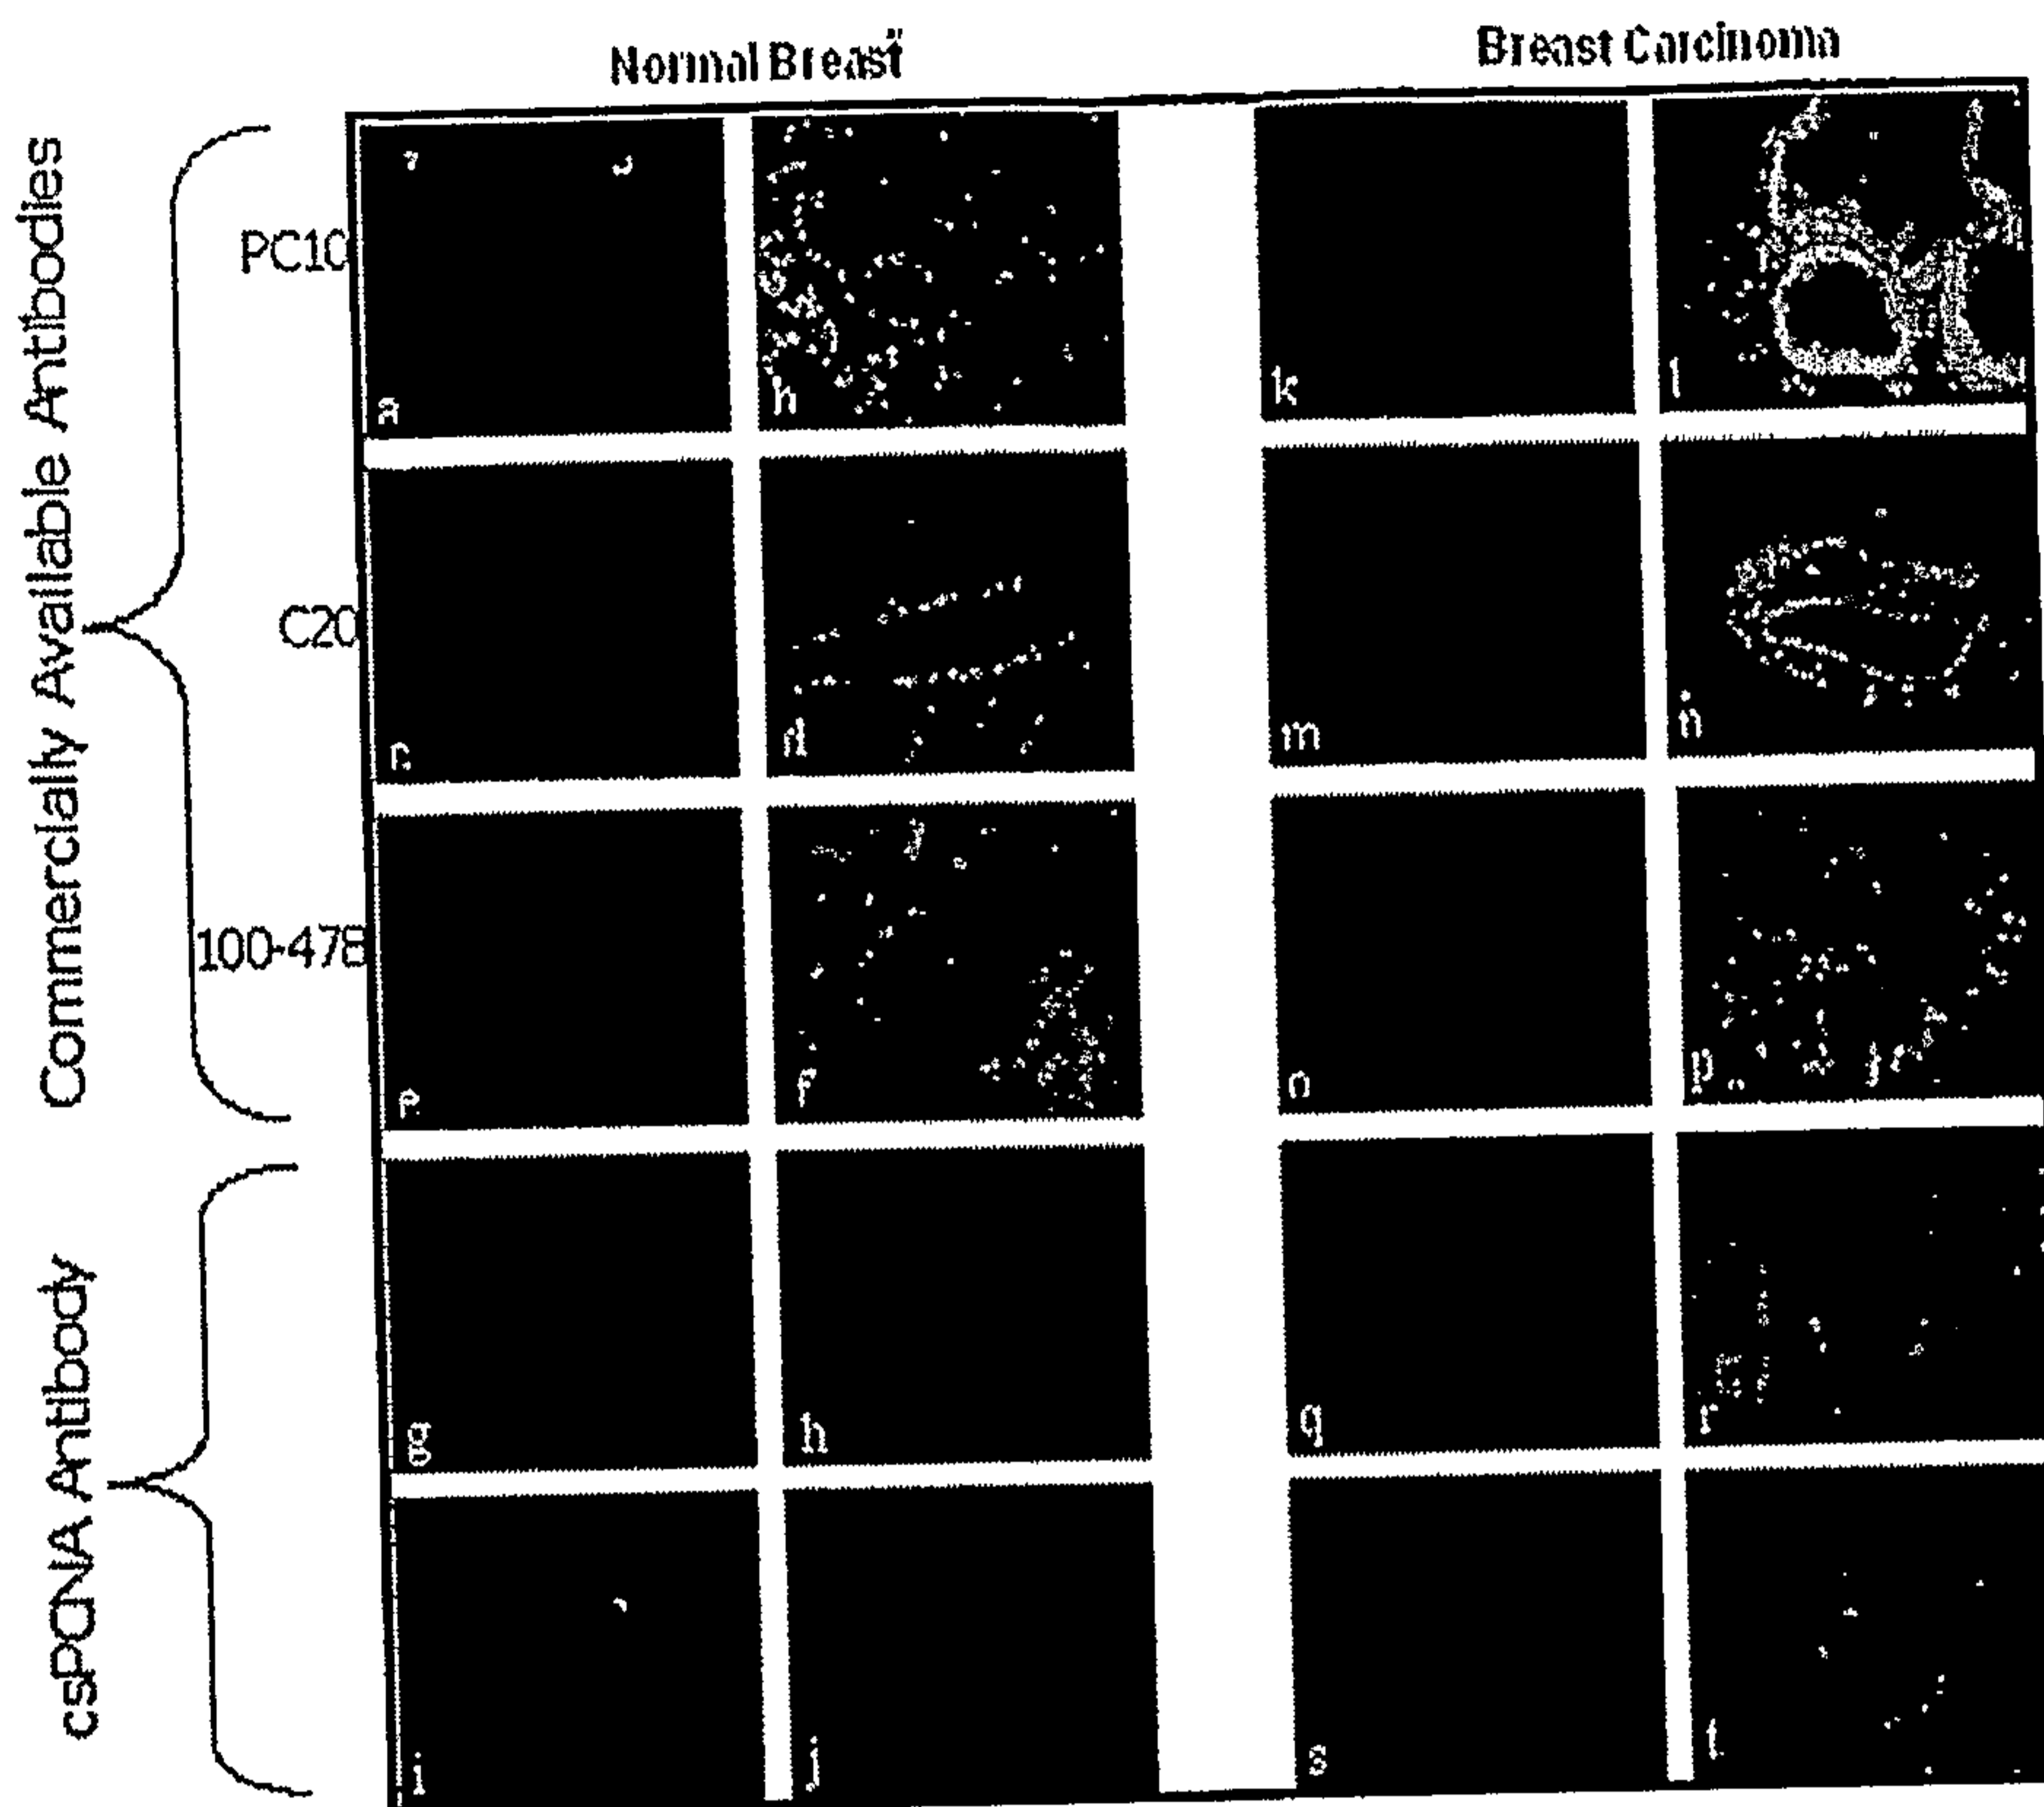 Normal Breast
Breast Carcinoma
Commercially Available Antibodies
PC10
a
h
k
l
C20
c
d
m
n
100-478
e
f
o
p
csPCNA Antibody
g
h
q
r
i
j
s
t